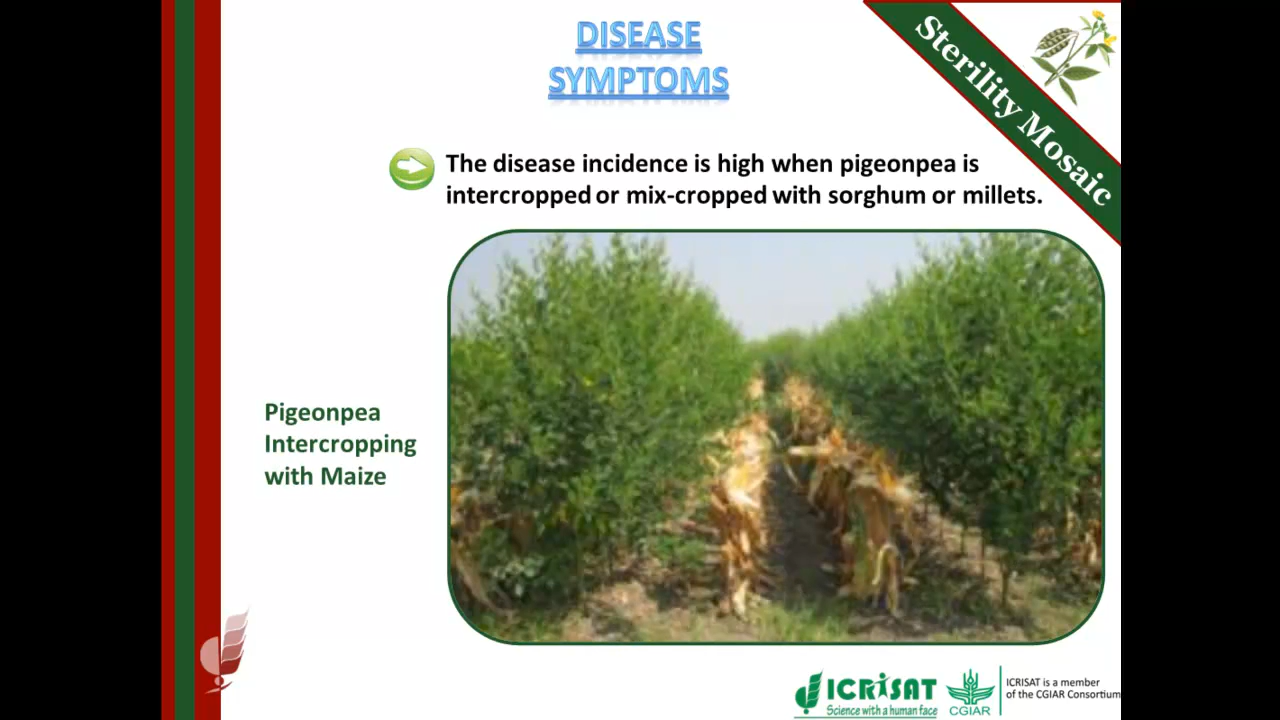 DISEASE
SYMPTOMS
Sterility Mosaic
The disease incidence is high when pigeonpea is
intercropped or mix-cropped with sorghum or millets.
Pigeonpea
Intercropping
with Maize
ICRISAT
Science with a human face
CGIAR
ICRISAT is a member
of the CGIAR Consortium